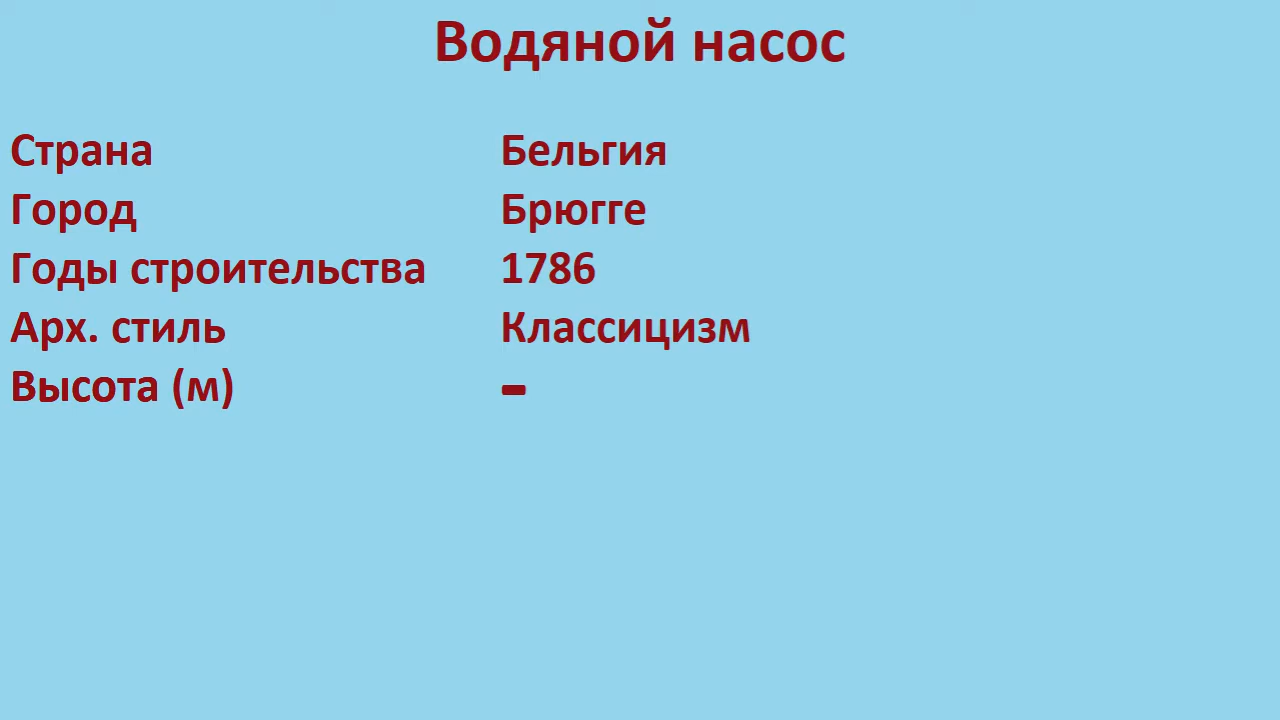 Водяной насос
Страна Бельгия
Город Брюгге
Годы строительства 1786
Арх. стиль Классицизм
Высота (м) -